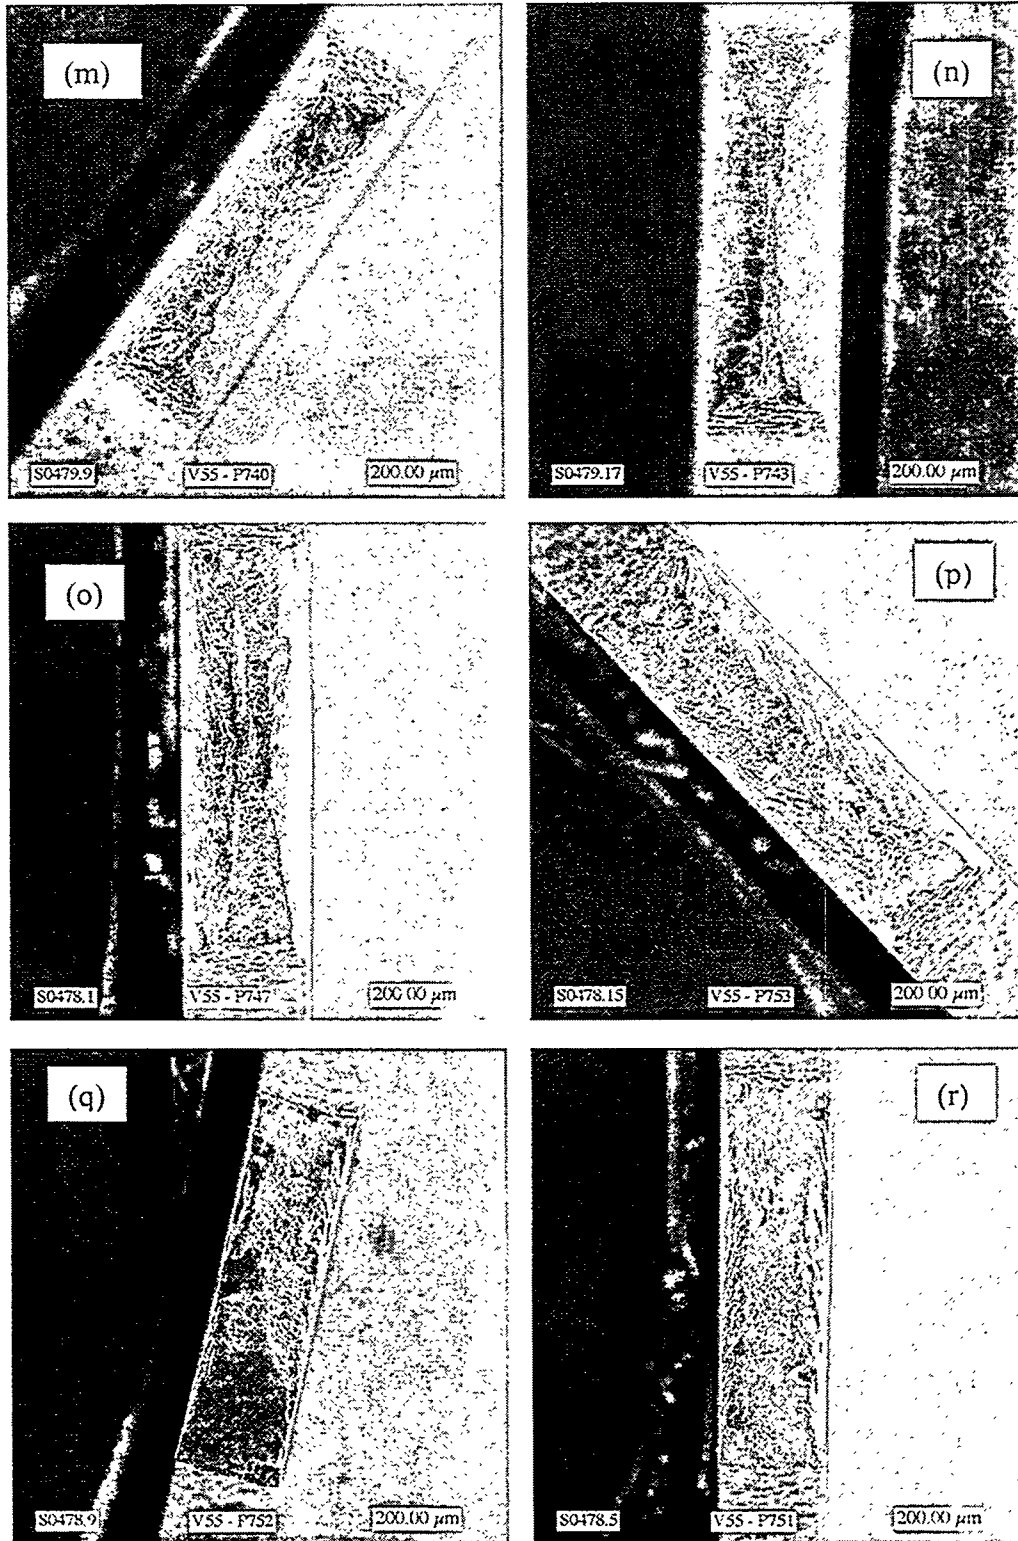 (m)
S0479.9 V55 - P740 200.00 µm
(n)
S0479.17 V55 - P743 200.00 µm
(o)
S0478.1 V55 - P747 200.00 µm
(p)
S0478.15 V55 - P753 200.00 µm
(q)
S0478.9 V55 - P752 200.00 µm
(r)
S0478.5 V55 - P751 200.00 µm